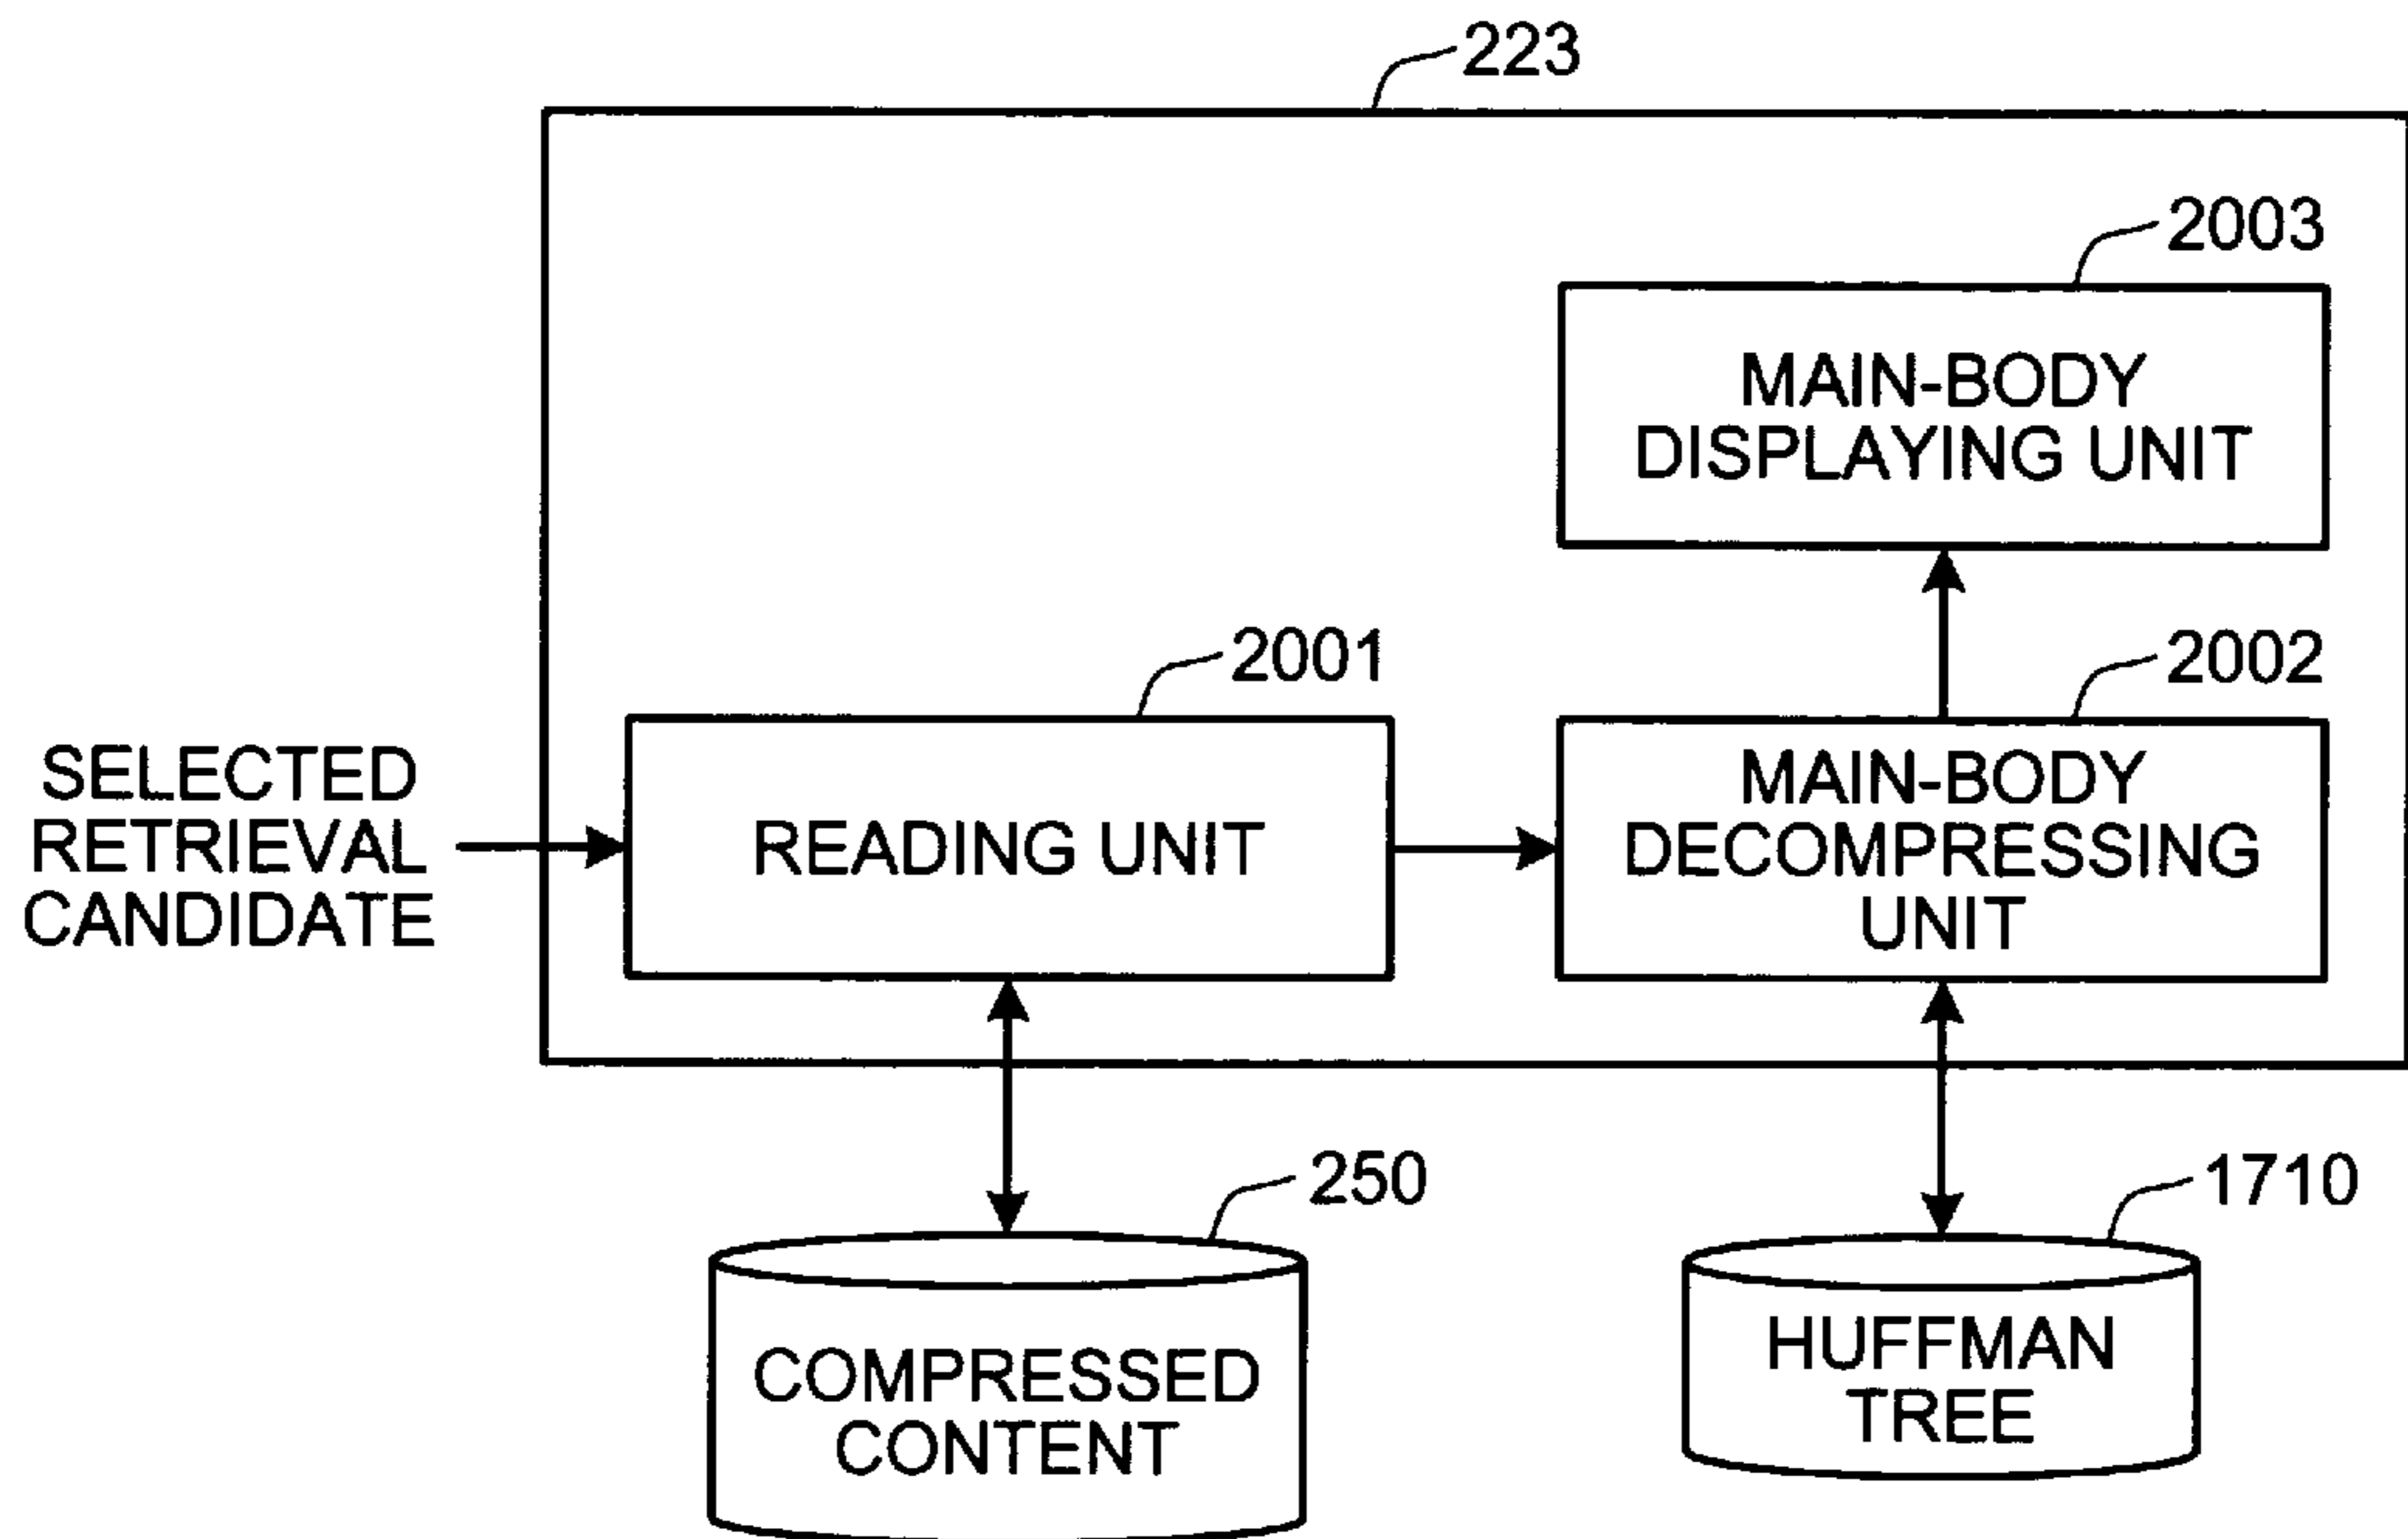 223
2003
MAIN-BODY
DISPLAYING UNIT
2001
2002
SELECTED
RETRIEVAL
CANDIDATE
READING UNIT
MAIN-BODY
DECOMPRESSING
UNIT
250
1710
COMPRESSED
CONTENT
HUFFMAN
TREE